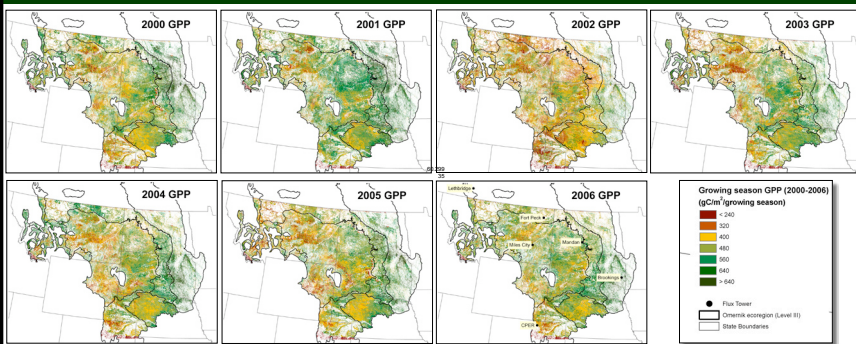 2000 GPP
2001 GPP
2002 GPP
2003 GPP
35
2004 GPP
2005 GPP
2006 GPP
Lethbridge
Fort Peck
Miles City
Mandan
Brookings
CPER
Growing season GPP (2000-2006)
(gC/m²/growing season)
< 240
320
400
480
560
640
> 640
Flux Tower
Omernik ecoregion (Level III)
State Boundaries